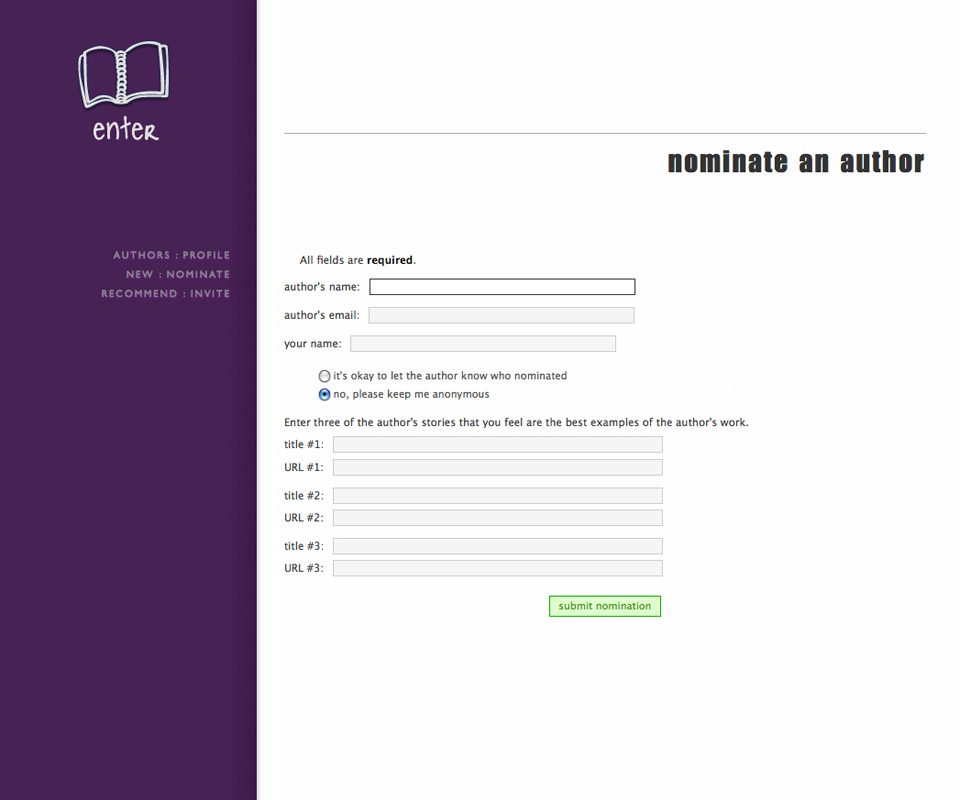 enter
AUTHORS : PROFILE
NEW : NOMINATE
RECOMMEND : INVITE
nominate an author
All fields are required.
author's name:
author's email:
your name:
it's okay to let the author know who nominated
no, please keep me anonymous
Enter three of the author's stories that you feel are the best examples of the author's work.
title #1:
URL #1:
title #2:
URL #2:
title #3:
URL #3:
submit nomination